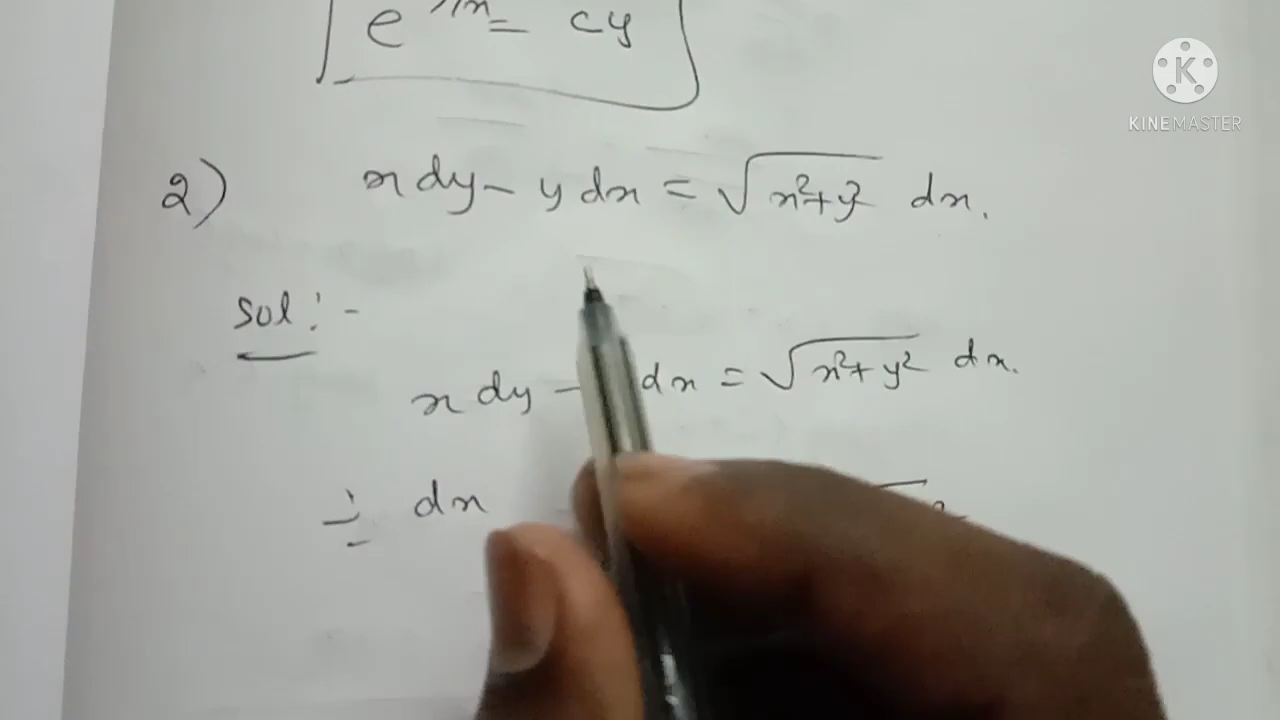 = cy
K
KINEMASTER
2) x dy - y dx = √x²+y² dx.
Sol :-
x dy - dx = √x²+y² dx.
÷ dx